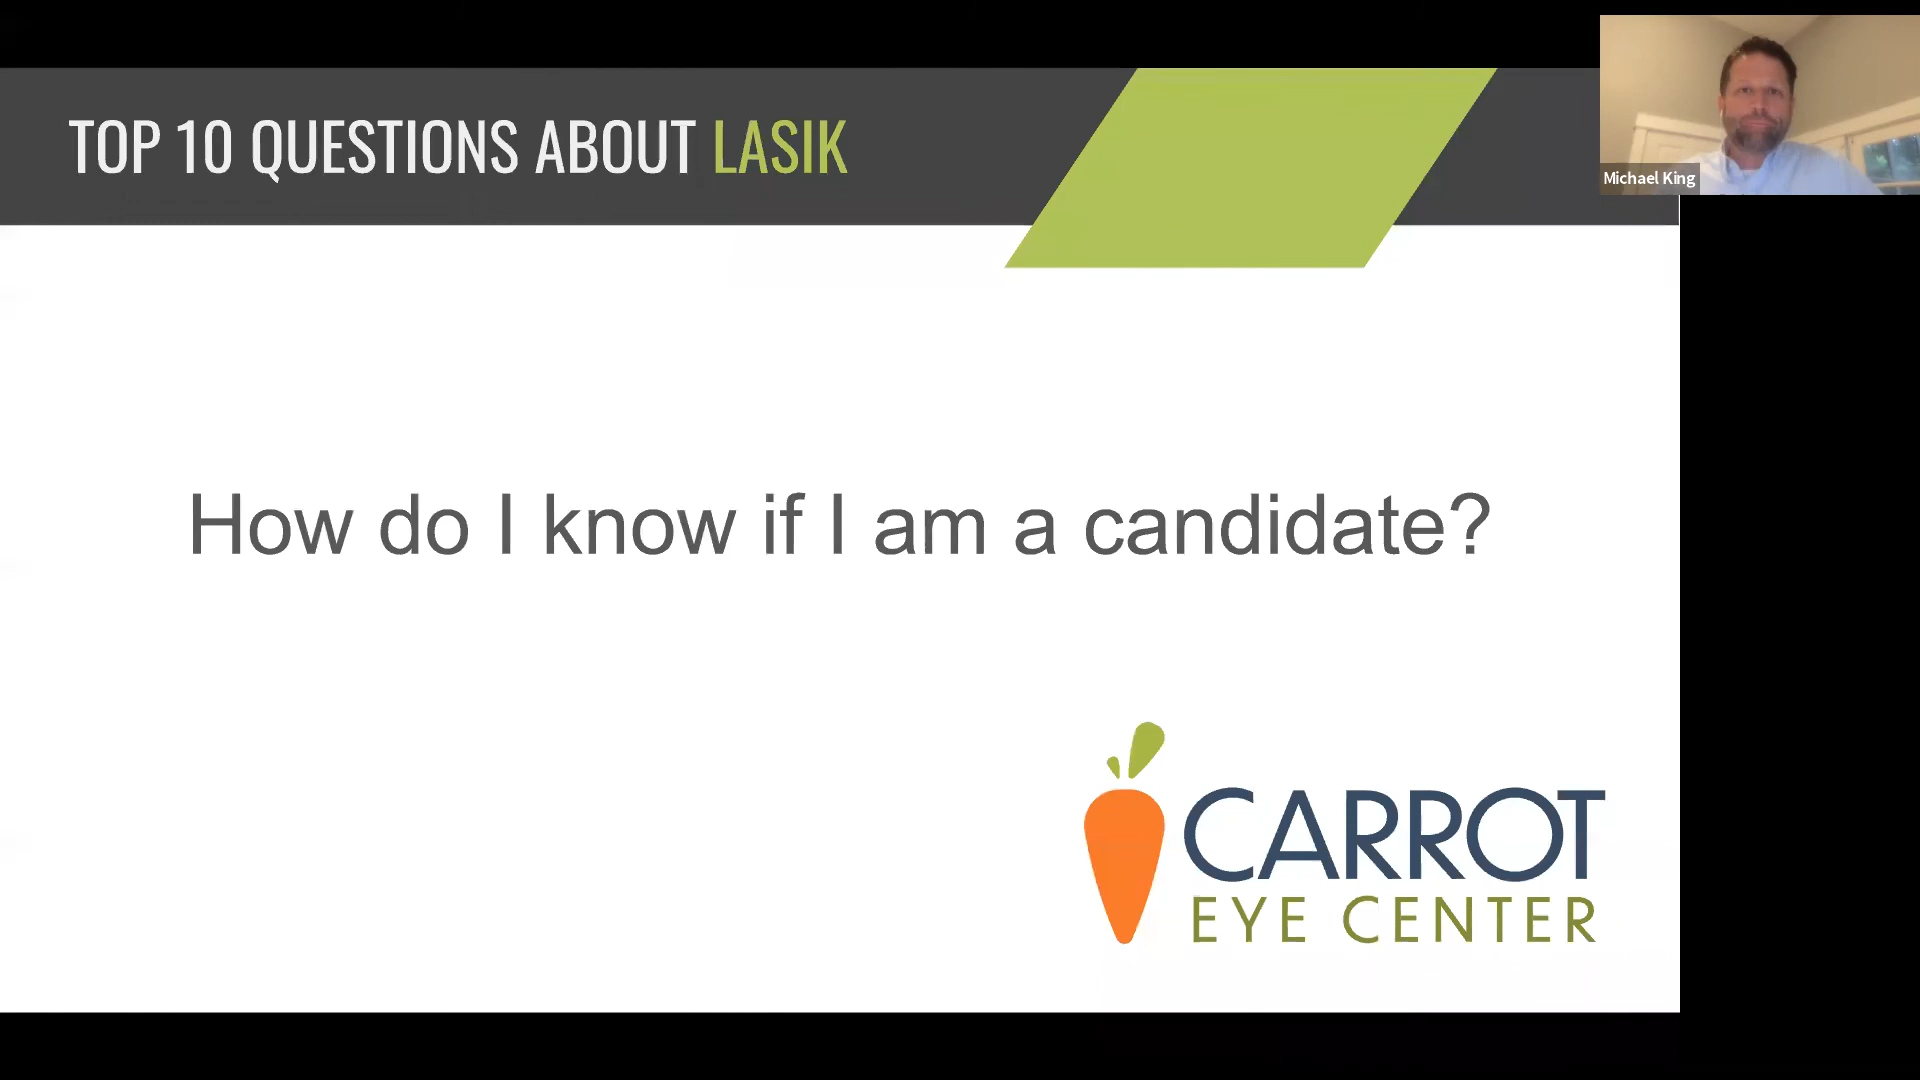 TOP 10 QUESTIONS ABOUT LASIK
Michael King
How do I know if I am a candidate?
CARROT
EYE CENTER